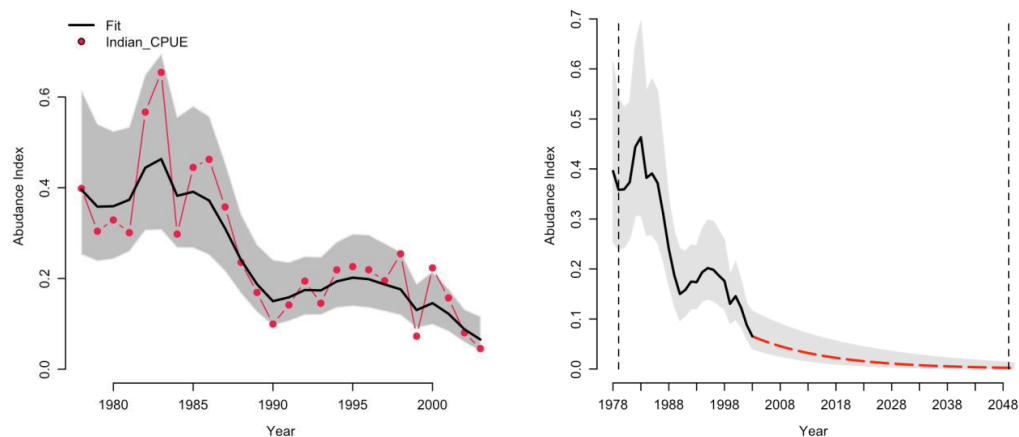 Fit
Indian_CPUE
Abudance Index
0.0 0.2 0.4 0.6
1980 1985 1990 1995 2000
Year
Abudance Index
0.0 0.1 0.2 0.3 0.4 0.5 0.6 0.7
1978 1988 1998 2008 2018 2028 2038 2048
Year